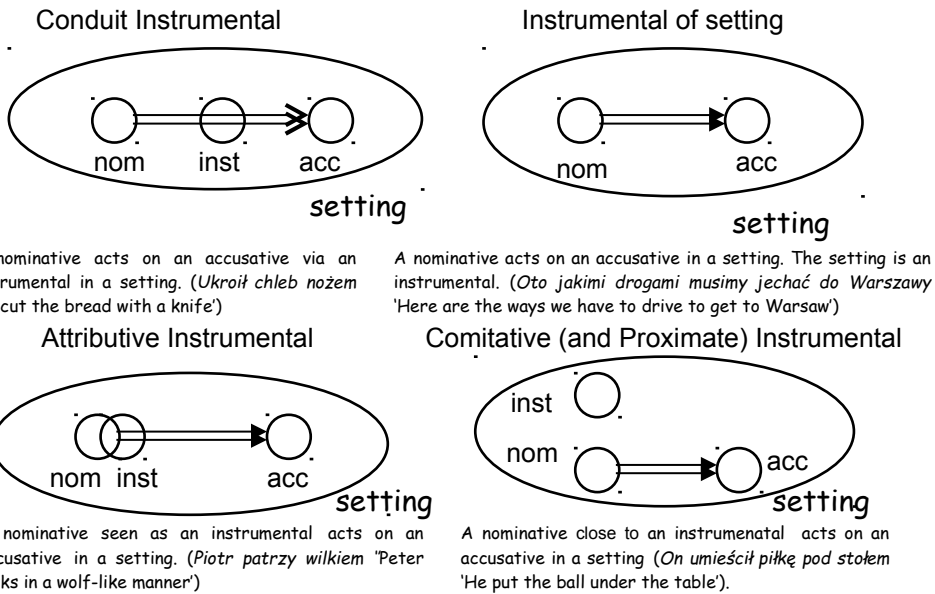 Conduit Instrumental
nom inst acc
setting
nominative acts on an accusative via an
rumental in a setting. (Ukroił chleb nożem
cut the bread with a knife')
Instrumental of setting
nom acc
setting
A nominative acts on an accusative in a setting. The setting is an
instrumental. (Oto jakimi drogami musimy jechać do Warszawy
'Here are the ways we have to drive to get to Warsaw')
Attributive Instrumental
nom inst acc
setting
nominative seen as an instrumental acts on an
cusative in a setting. (Piotr patrzy wilkiem "Peter
ks in a wolf-like manner')
Comitative (and Proximate) Instrumental
inst
nom acc
setting
A nominative close to an instrumenatal acts on an
accusative in a setting (On umieścił piłkę pod stołem
'He put the ball under the table').